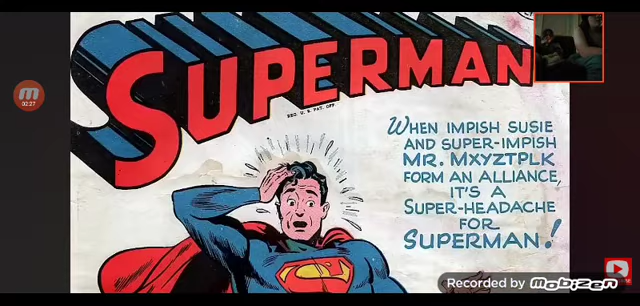 SUPERMAN
REG. U. S. PAT. OFF.
WHEN IMPISH SUSIE
AND SUPER-IMPISH
MR. MXYZTPLK
FORM AN ALLIANCE,
IT'S A
SUPER-HEADACHE
FOR
SUPERMAN!
02:27
Recorded by mobizen